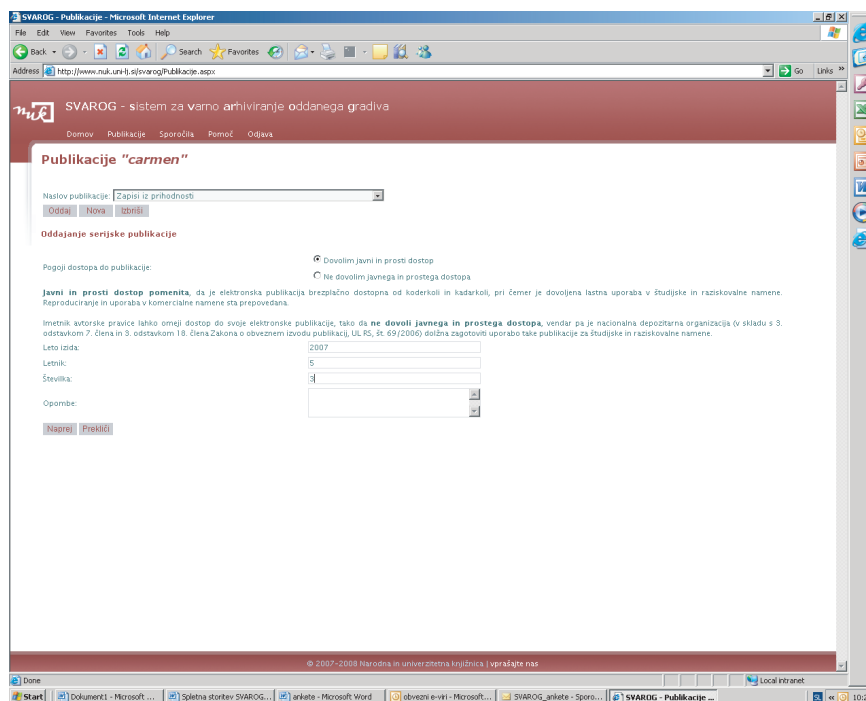 SVAROG - Publikacije - Microsoft Internet Explorer
File Edit View Favorites Tools Help
Back Search Favorites
Address http://www.nuk.uni-lj.si/svarog/Publikacije.aspx Go Links »
nuk SVAROG - sistem za varno arhiviranje oddanega gradiva
Domov Publikacije Sporočila Pomoč Odjava
Publikacije "carmen"
Naslov publikacije: Zapisi iz prihodnosti
Oddaj Nova Izbriši
Oddajanje serijske publikacije
Pogoji dostopa do publikacije:
Dovolim javni in prosti dostop
Ne dovolim javnega in prostega dostopa
Javni in prosti dostop pomenita, da je elektronska publikacija brezplačno dostopna od koderkoli in kadarkoli, pri čemer je dovoljena lastna uporaba v študijske in raziskovalne namene.
Reproduciranje in uporaba v komercialne namene sta prepovedana.
Imetnik avtorske pravice lahko omeji dostop do svoje elektronske publikacije, tako da ne dovoli javnega in prostega dostopa, vendar pa je nacionalna depozitarna organizacija (v skladu s 3.
odstavkom 7. člena in 3. odstavkom 18. člena Zakona o obveznem izvodu publikacij, UL RS, št. 69/2006) dolžna zagotoviti uporabo take publikacije za študijske in raziskovalne namene.
Leto izida: 2007
Letnik: 5
Številka: 3
Opombe:
Naprej Prekliči
© 2007-2008 Narodna in univerzitetna knjižnica | vprašajte nas
Done Local intranet
Start Dokument1 - Microsoft ... Spletna storitev SVAROG... ankete - Microsoft Word obvezni e-viri - Microsoft... SVAROG_ankete - Sporo... SVAROG - Publikacije ... SL «